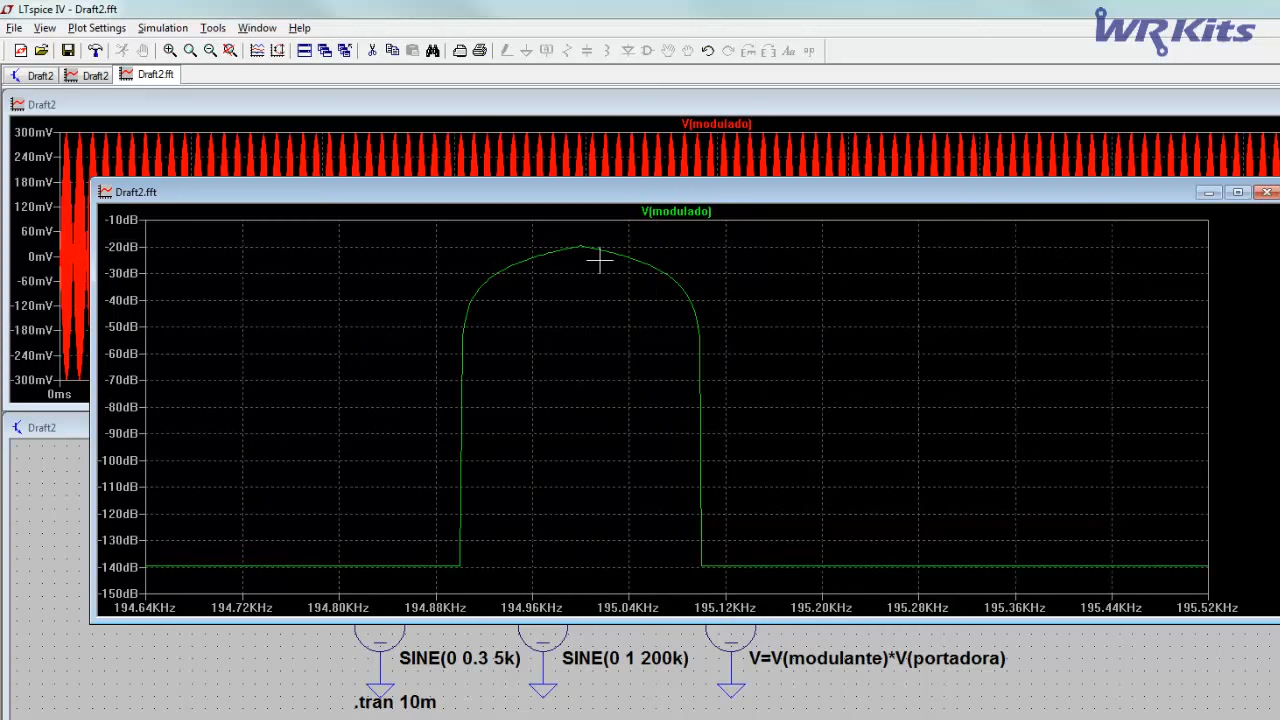 LTspice IV - Draft2.fft
File View Plot Settings Simulation Tools Window Help
WR Kits
Draft2 Draft2 Draft2.fft
Draft2
V(modulado)
300mV
240mV
180mV
120mV
60mV
0mV
-60mV
-120mV
-180mV
-240mV
-300mV
0ms
Draft2.fft
V(modulado)
-10dB
-20dB
-30dB
-40dB
-50dB
-60dB
-70dB
-80dB
-90dB
-100dB
-110dB
-120dB
-130dB
-140dB
-150dB
194.64KHz 194.72KHz 194.80KHz 194.88KHz 194.96KHz 195.04KHz 195.12KHz 195.20KHz 195.28KHz 195.36KHz 195.44KHz 195.52KHz
Draft2
SINE(0 0.3 5k) SINE(0 1 200k) V=V(modulante)*V(portadora)
.tran 10m